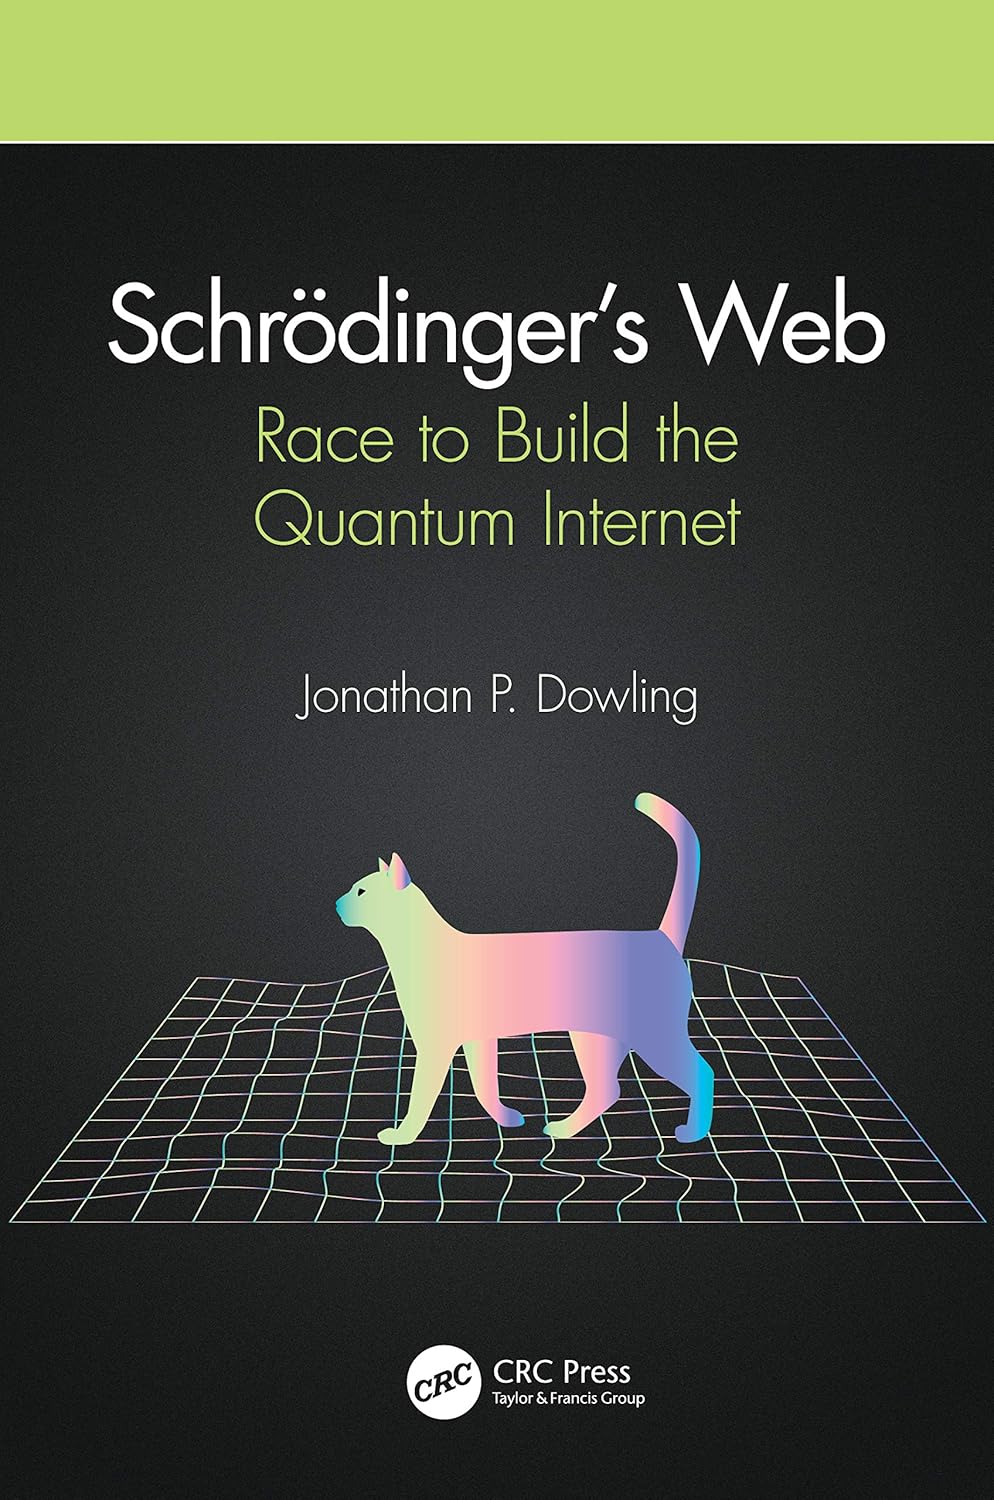 Schrödinger’s Web
Race to Build the
Quantum Internet
Jonathan P. Dowling
CRC
CRC Press
Taylor & Francis Group